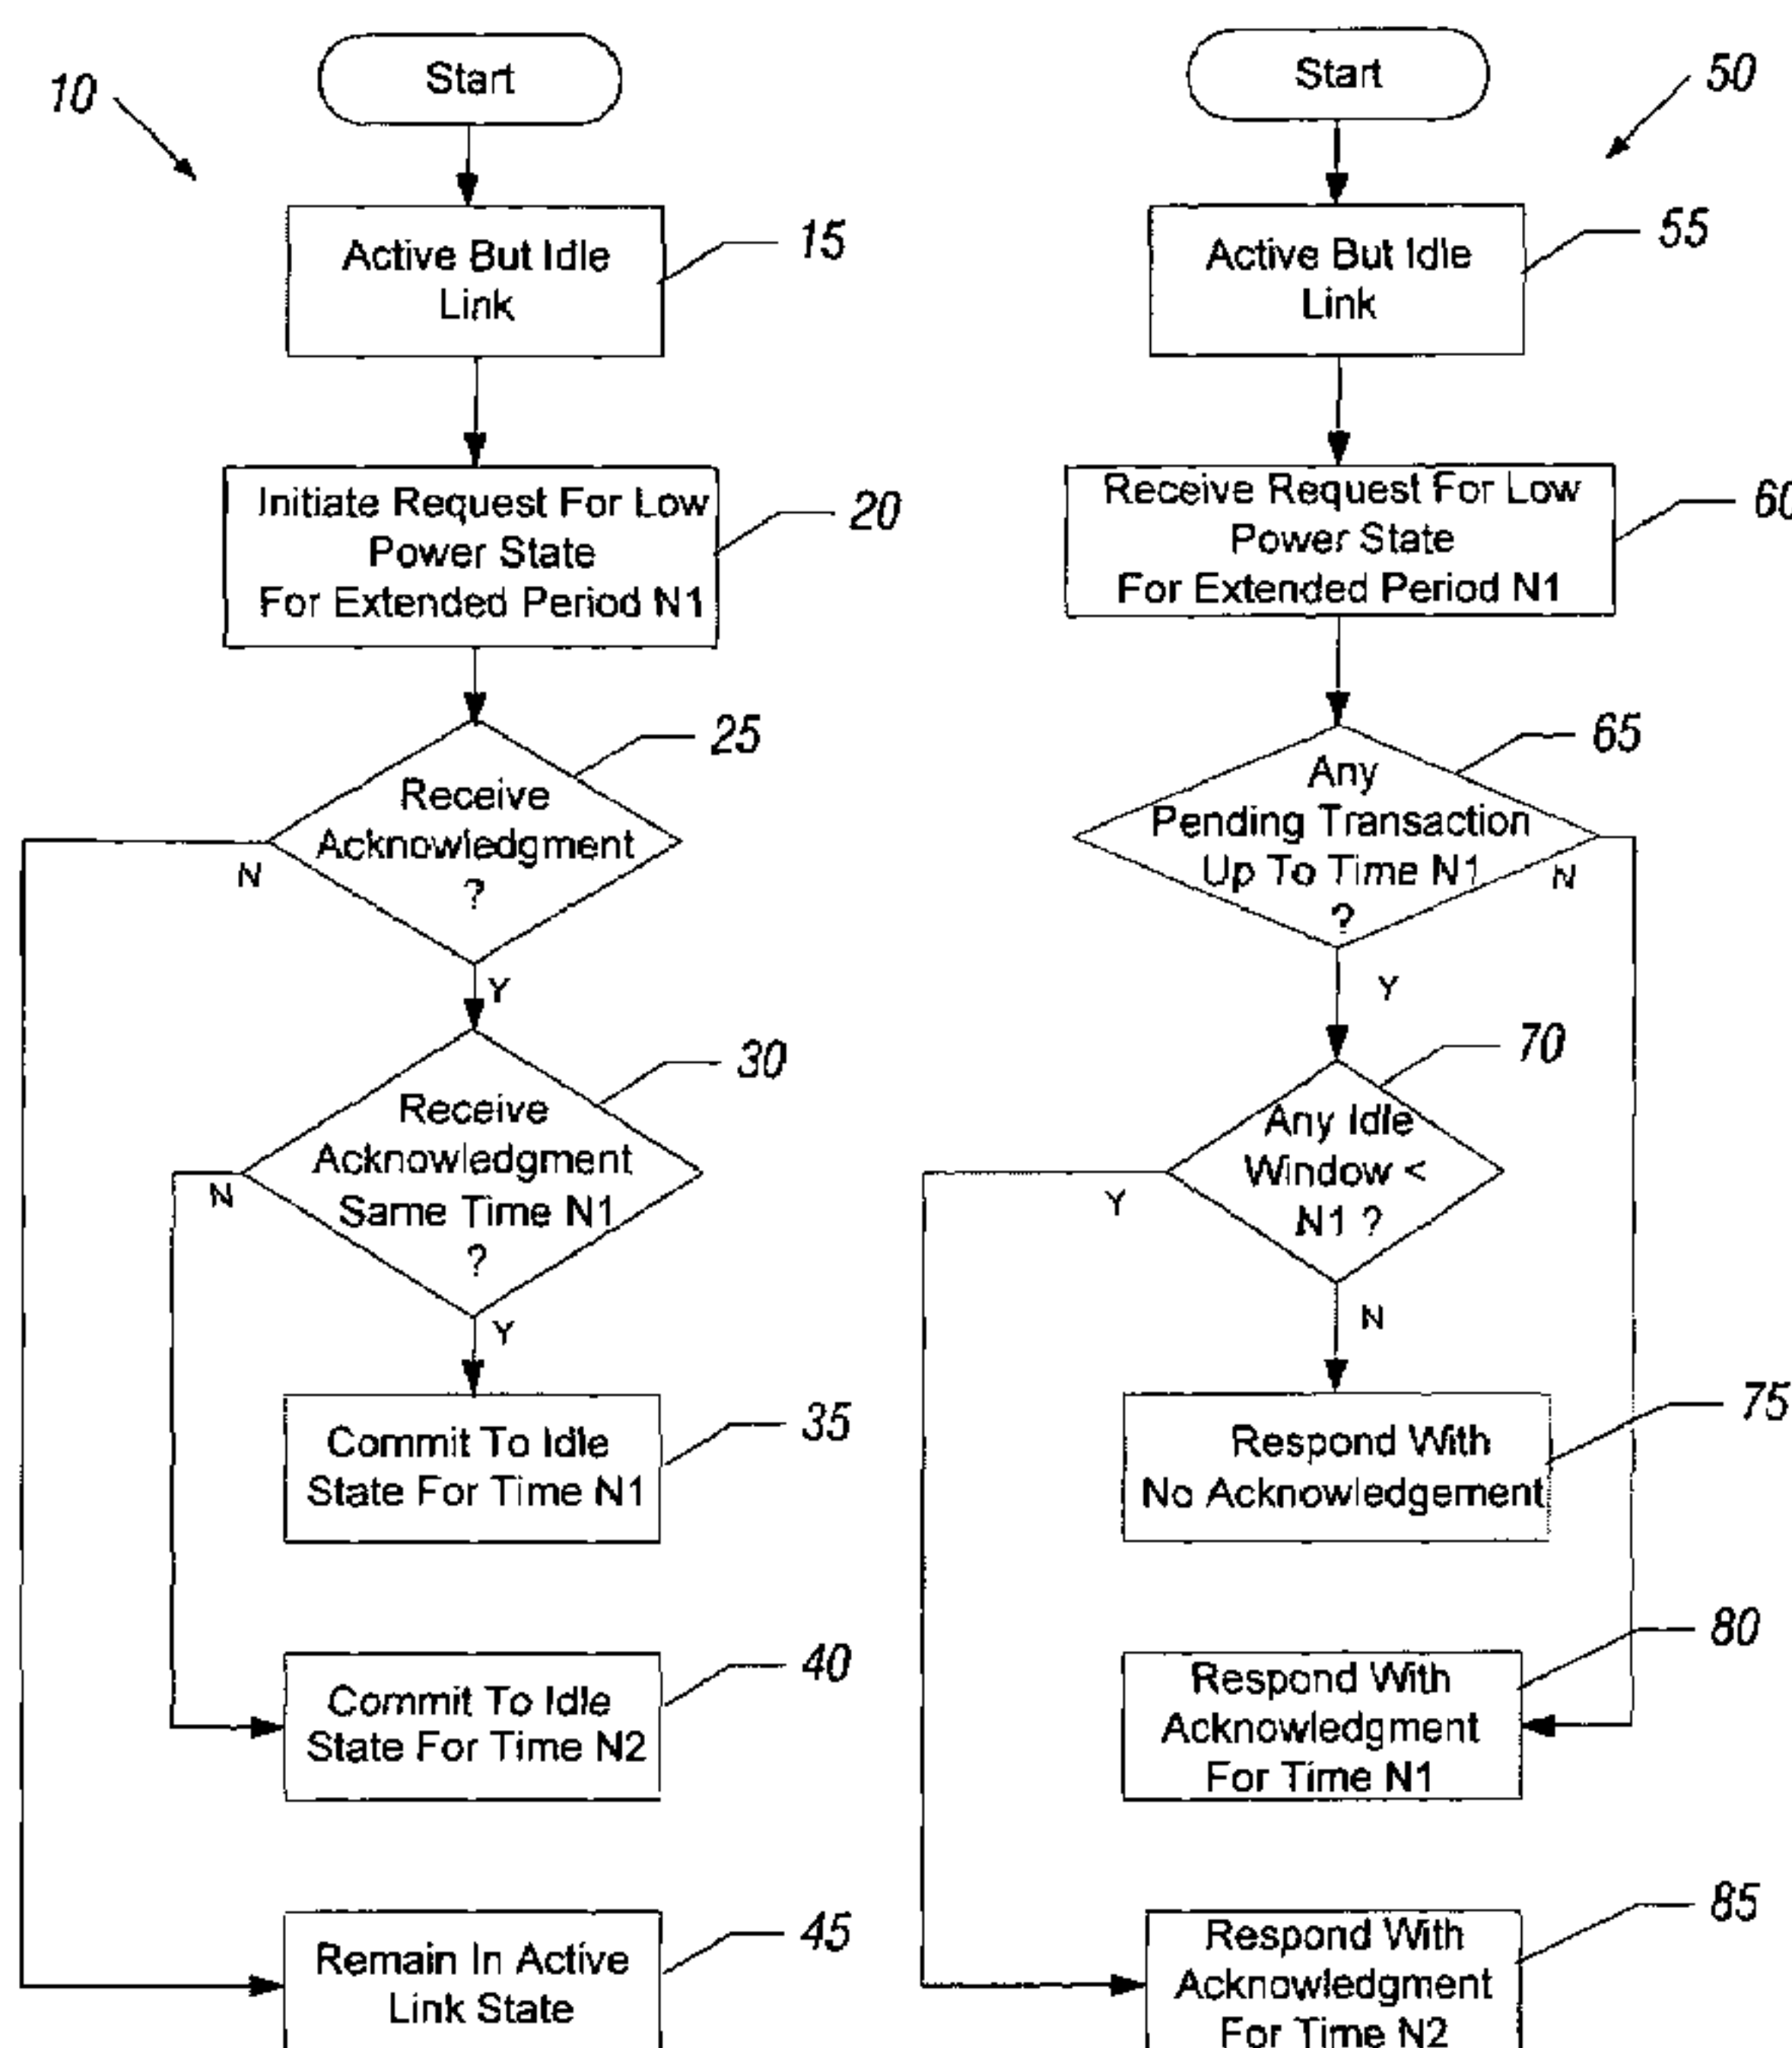 10
Start
Active But Idle
Link
15
Initiate Request For Low
Power State
For Extended Period N1
20
Receive
Acknowledgment
?
25
N
Y
Receive
Acknowledgment
Same Time N1
?
30
N
Y
Commit To Idle
State For Time N1
35
Commit To Idle
State For Time N2
40
Remain In Active
Link State
45
50
Start
Active But Idle
Link
55
Receive Request For Low
Power State
For Extended Period N1
60
Any
Pending Transaction
Up To Time N1
?
65
N
Y
Any Idle
Window <
N1 ?
70
Y
N
Respond With
No Acknowledgement
75
Respond With
Acknowledgment
For Time N1
80
Respond With
Acknowledgment
For Time N2
85